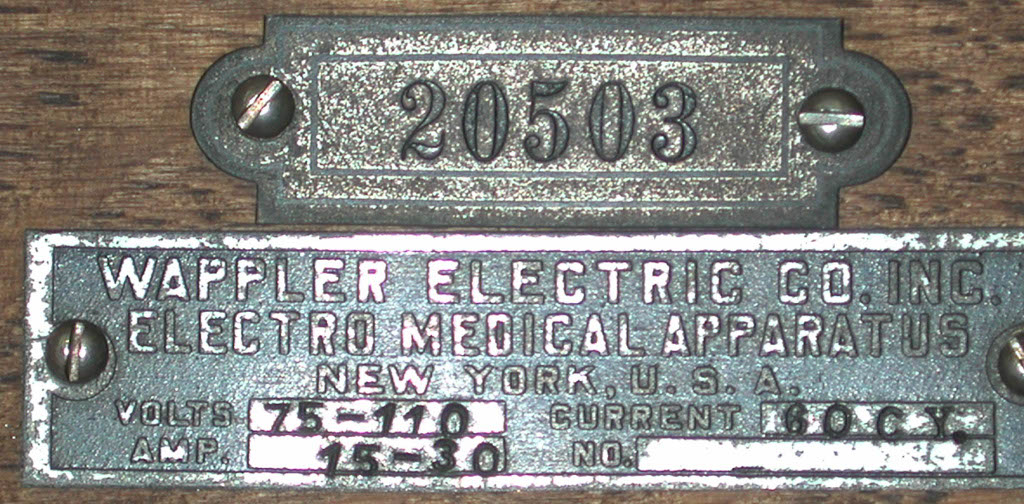 20503
WAPPLER ELECTRIC CO. INC.
ELECTRO MEDICAL APPARATUS
NEW YORK, U. S. A.
VOLTS 75-110 CURRENT 60 CY.
AMP. 15-30 NO.